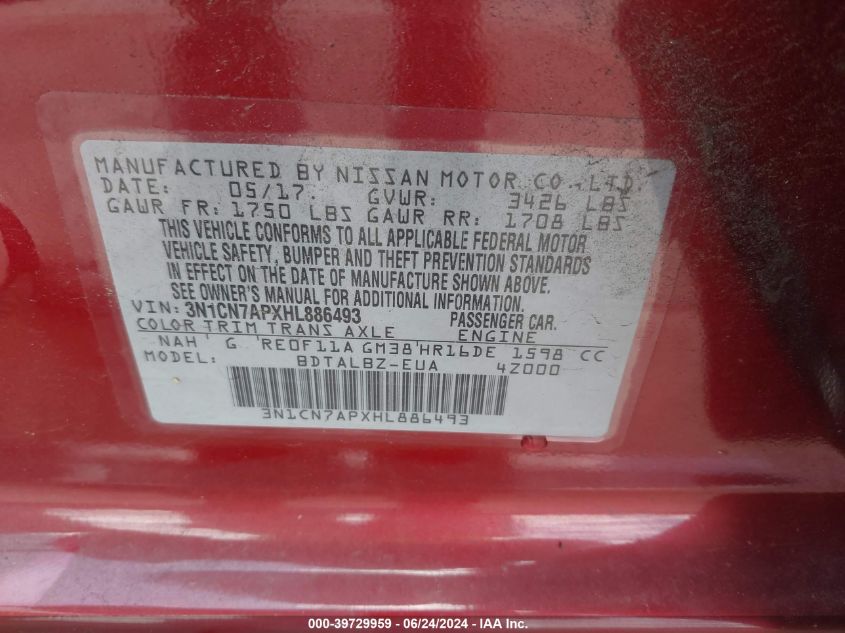 MANUFACTURED BY NISSAN MOTOR CO., LTD.
DATE: 05/17. GVWR: 3426 LBS
GAWR FR: 1750 LBS GAWR RR: 1708 LBS
THIS VEHICLE CONFORMS TO ALL APPLICABLE FEDERAL MOTOR
VEHICLE SAFETY, BUMPER AND THEFT PREVENTION STANDARDS
IN EFFECT ON THE DATE OF MANUFACTURE SHOWN ABOVE.
SEE OWNER'S MANUAL FOR ADDITIONAL INFORMATION.
VIN: 3N1CN7APXHL886493 PASSENGER CAR.
COLOR TRIM TRANS AXLE ENGINE
NAH G RE0F11A GM38 HR16DE 1598 CC
MODEL: BDTALBZ-EUA 4Z000
3N1CN7APXHL886493
000-39729959 - 06/24/2024 - IAA Inc.